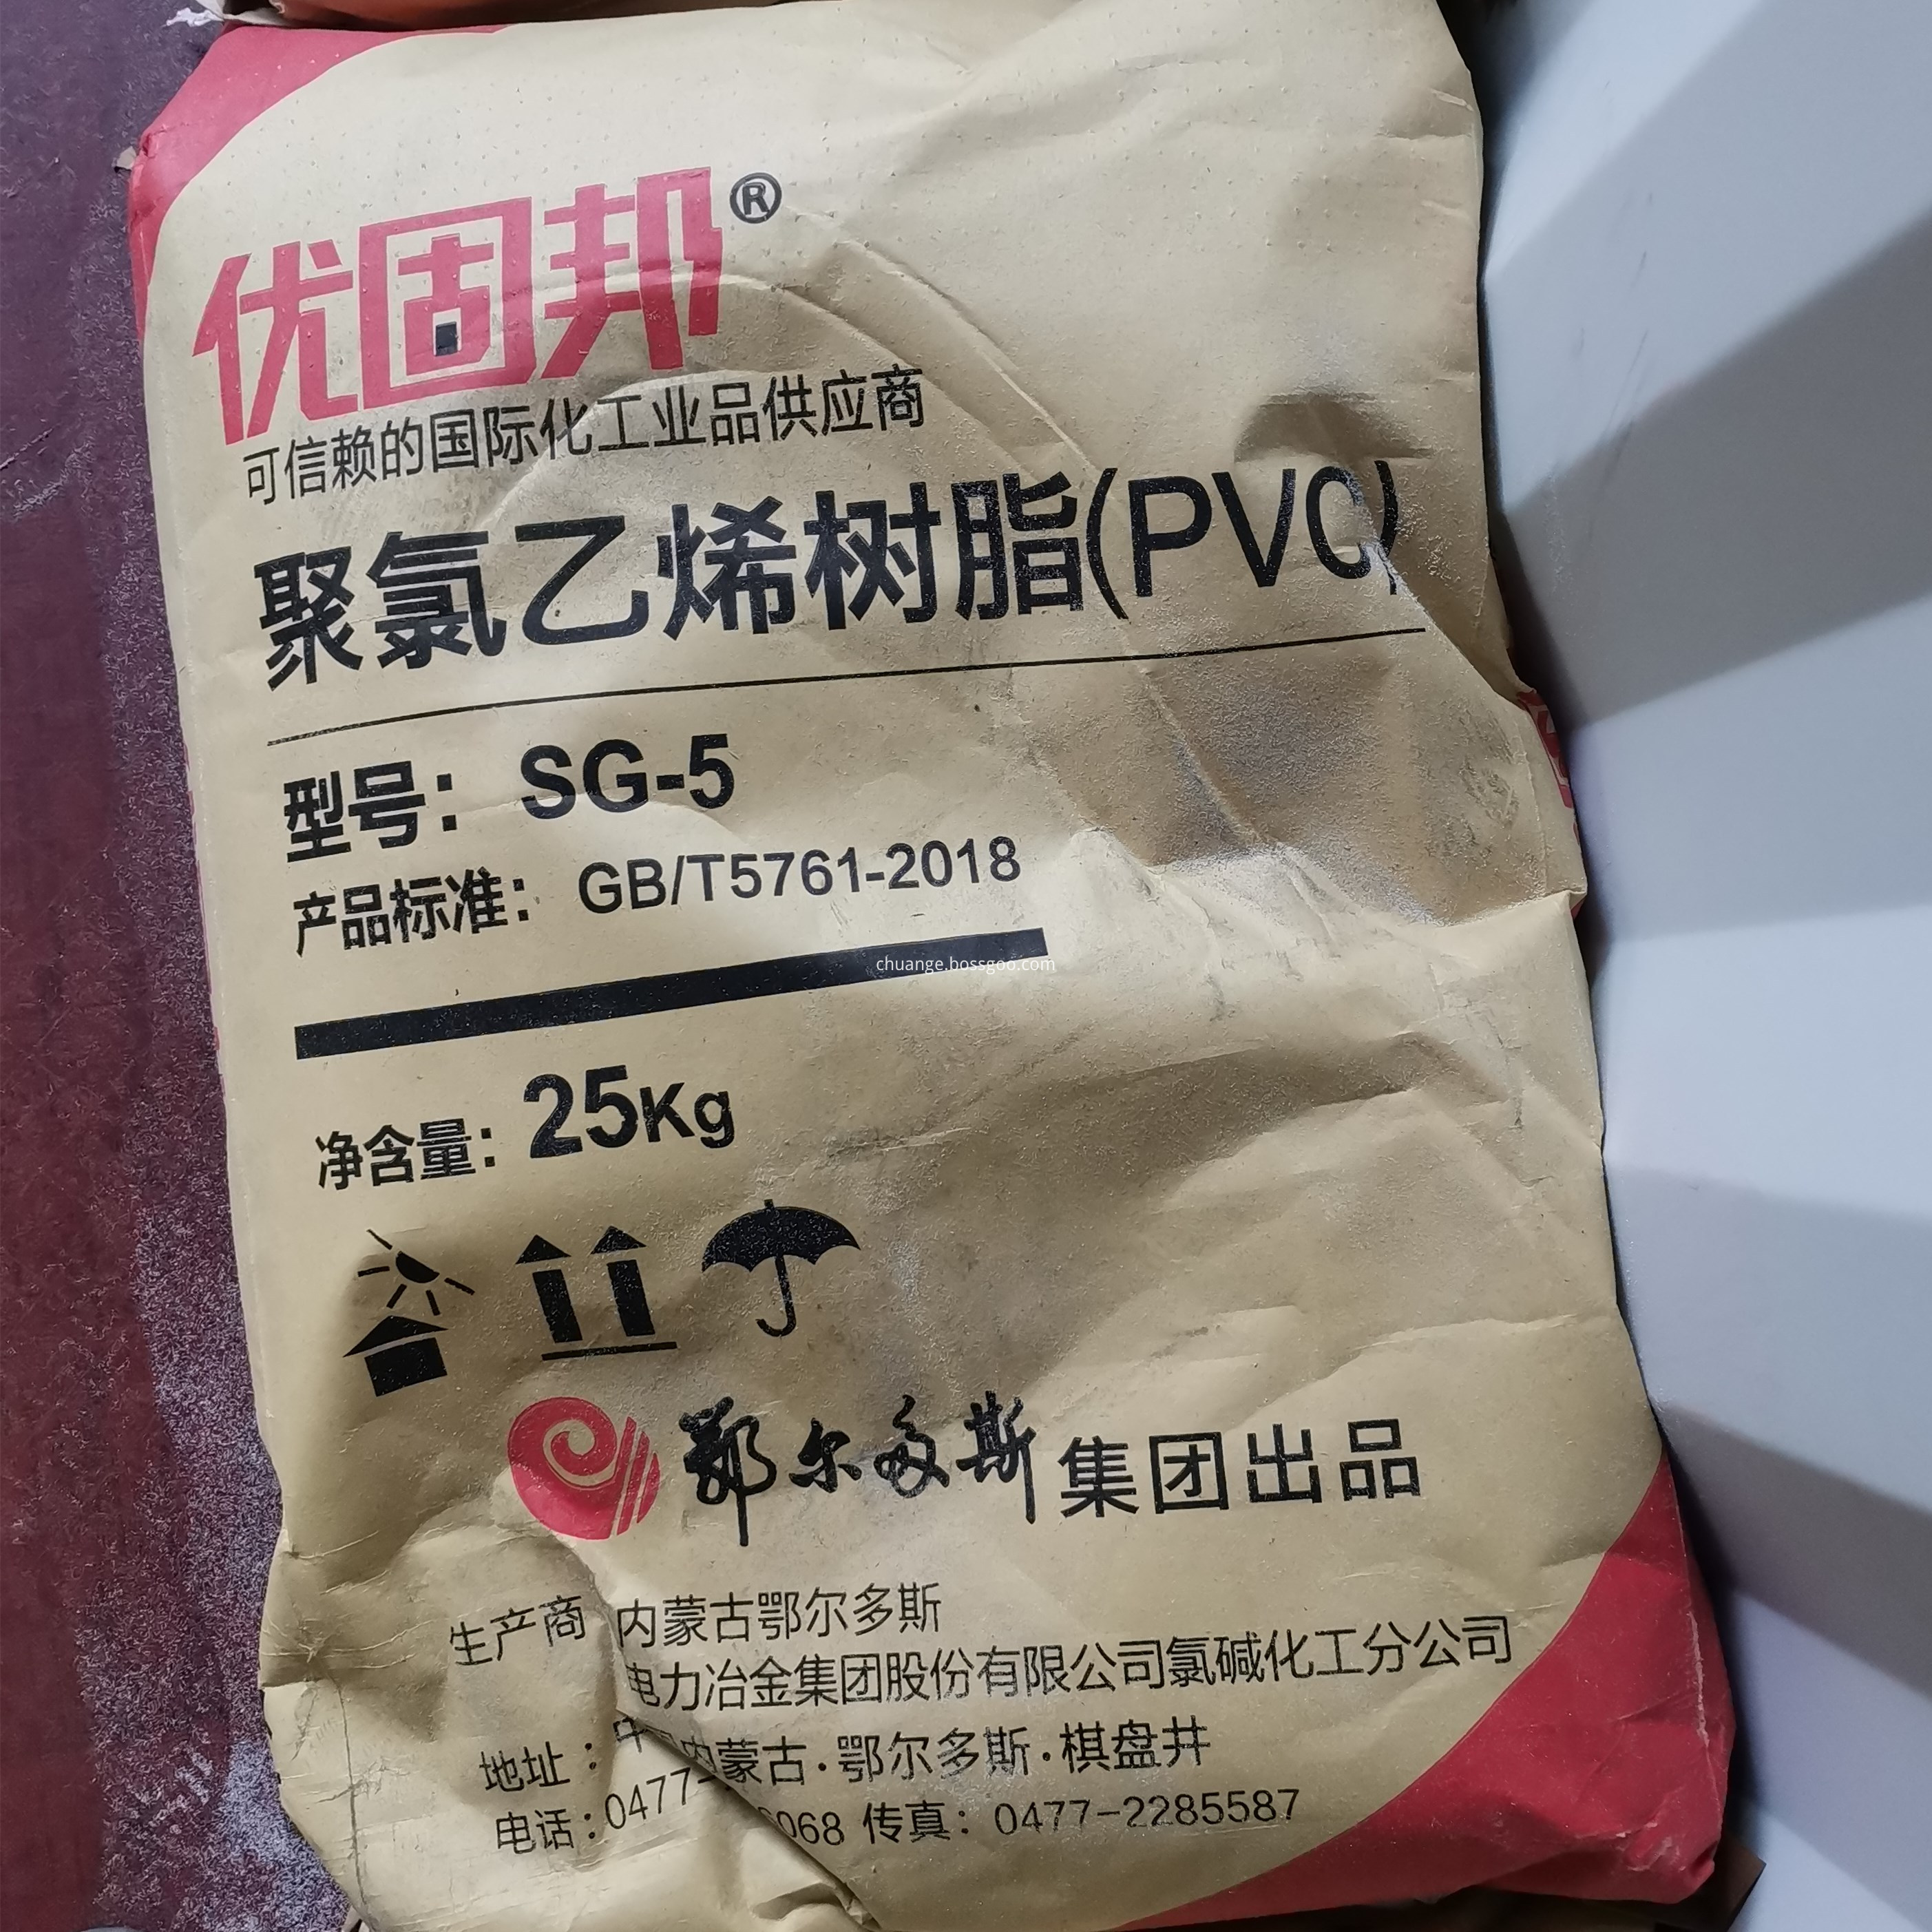 优固邦®
可信赖的国际化工业品供应商
聚氯乙烯树脂(PVC)
型号： SG-5
产品标准： GB/T5761-2018
chuange.bossgoo.com
净含量: 25Kg
鄂尔多斯集团出品
生产商 内蒙古鄂尔多斯
电力冶金集团股份有限公司氯碱化工分公司
地址： 内蒙古·鄂尔多斯·棋盘井
电话：0477- 6068 传真：0477-2285587